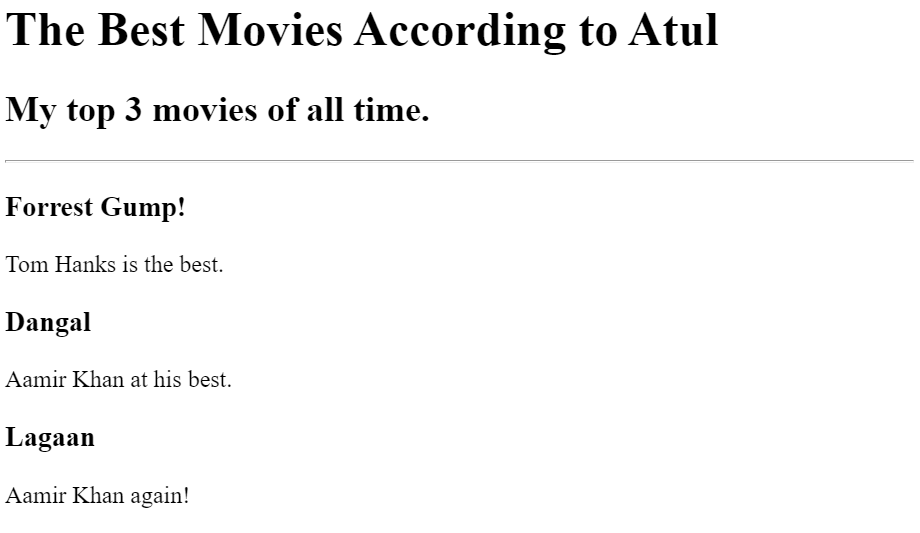 The Best Movies According to Atul
My top 3 movies of all time.
Forrest Gump!
Tom Hanks is the best.
Dangal
Aamir Khan at his best.
Lagaan
Aamir Khan again!